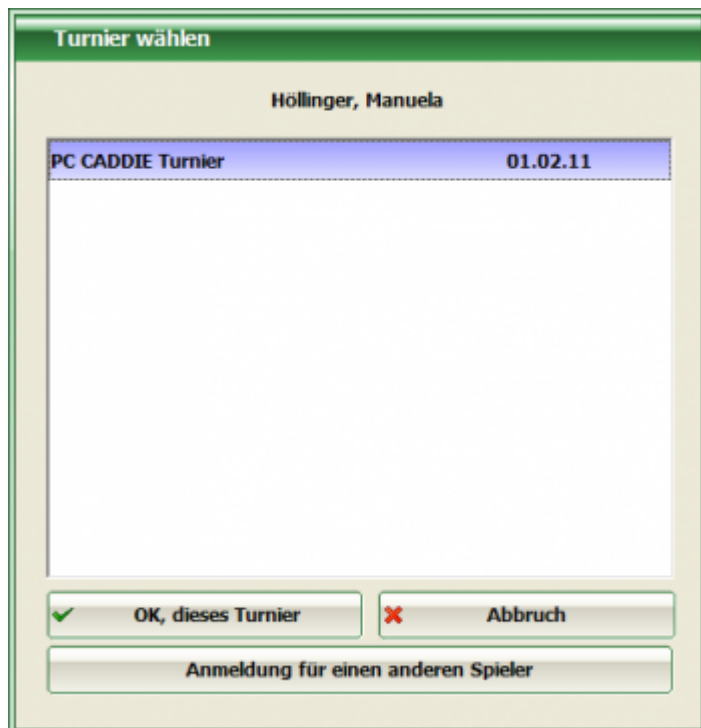 Turnier wählen
Höllinger, Manuela
PC CADDIE Turnier 01.02.11
OK, dieses Turnier Abbruch
Anmeldung für einen anderen Spieler